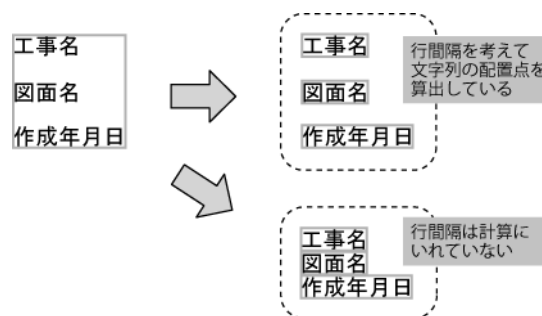 工事名
図面名
作成年月日
工事名
図面名
作成年月日
行間隔を考えて
文字列の配置点を
算出している
工事名
図面名
作成年月日
行間隔は計算に
いれていない